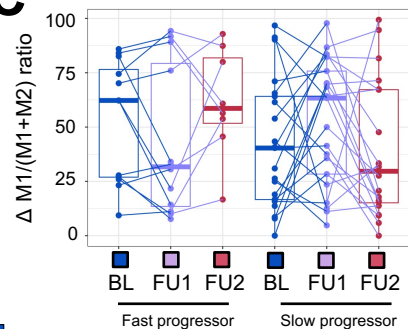 C
Δ M1/(M1+M2) ratio
100
75
50
25
0
BL FU1 FU2 BL FU1 FU2
Fast progressor Slow progressor